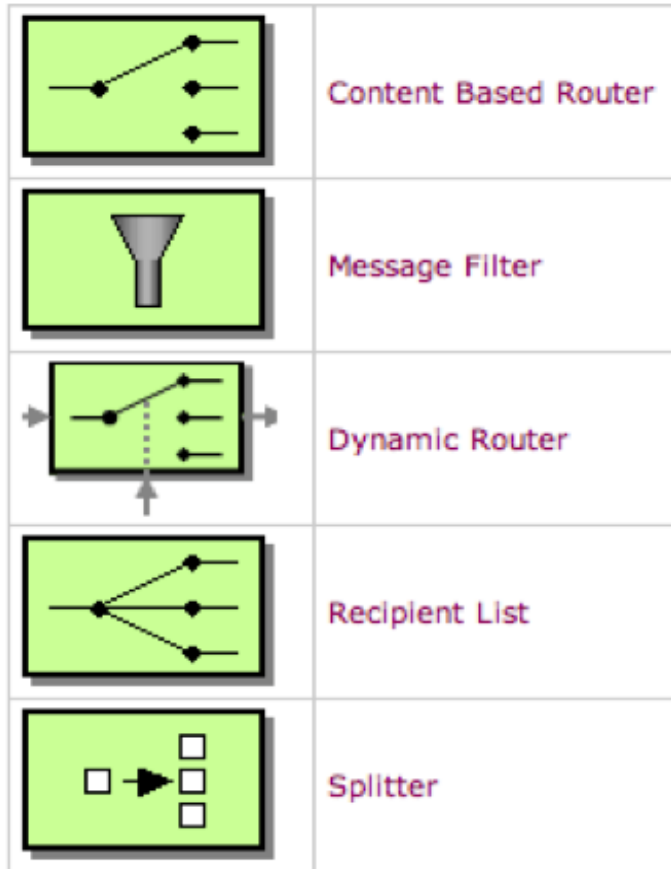 Content Based Router
Message Filter
Dynamic Router
Recipient List
Splitter